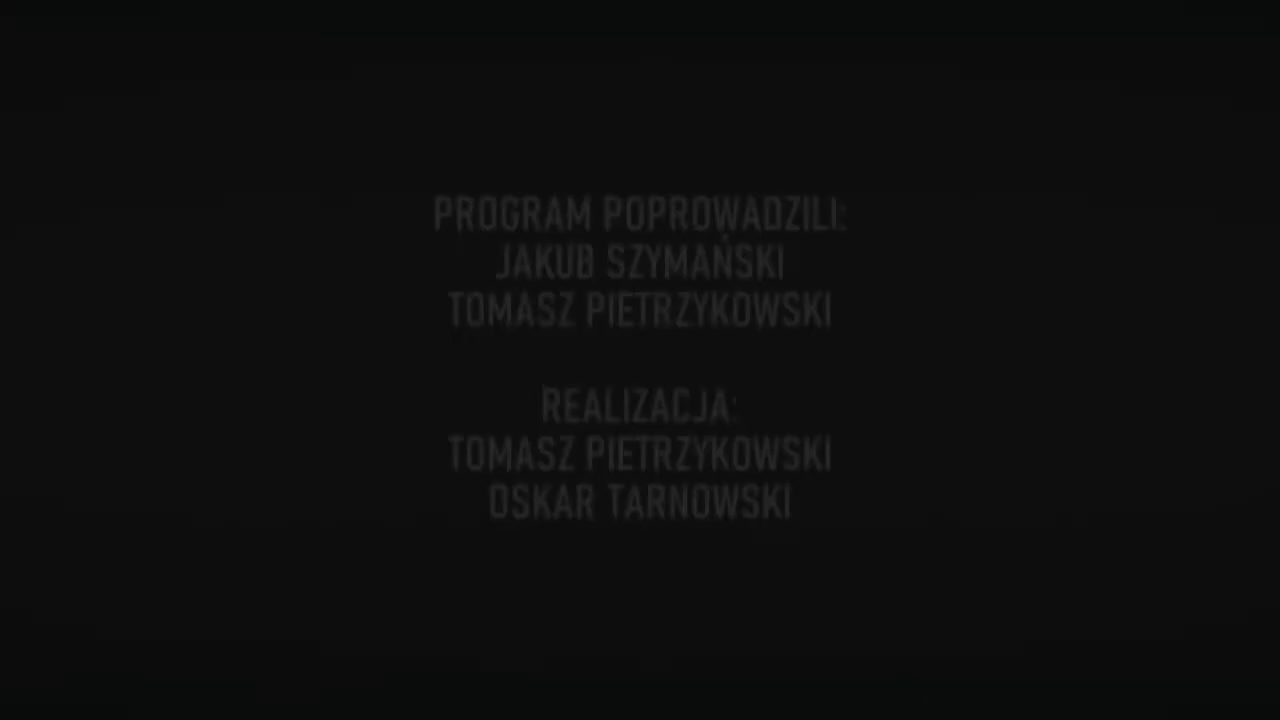 PROGRAM POPROWADZILI:
JAKUB SZYMAŃSKI
TOMASZ PIETRZYKOWSKI
REALIZACJA:
TOMASZ PIETRZYKOWSKI
OSKAR TARNOWSKI